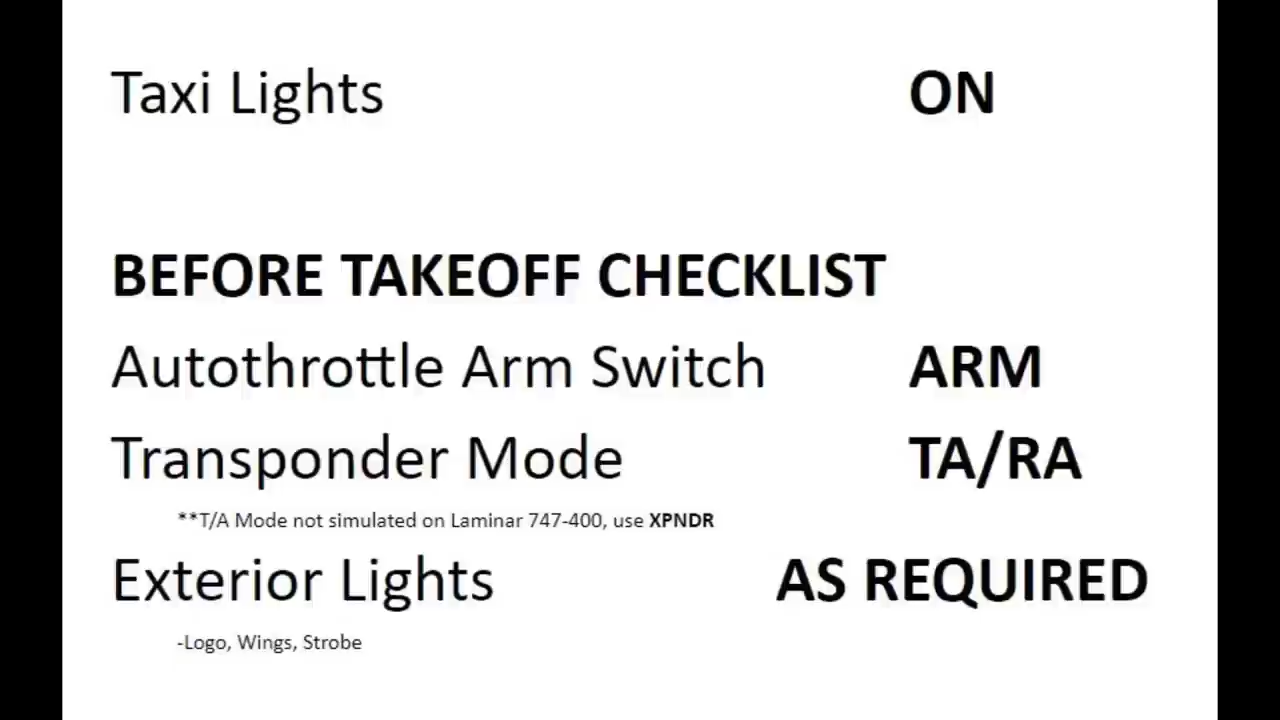 Taxi Lights ON
BEFORE TAKEOFF CHECKLIST
Autothrottle Arm Switch ARM
Transponder Mode TA/RA
**T/A Mode not simulated on Laminar 747-400, use XPNDR
Exterior Lights AS REQUIRED
-Logo, Wings, Strobe